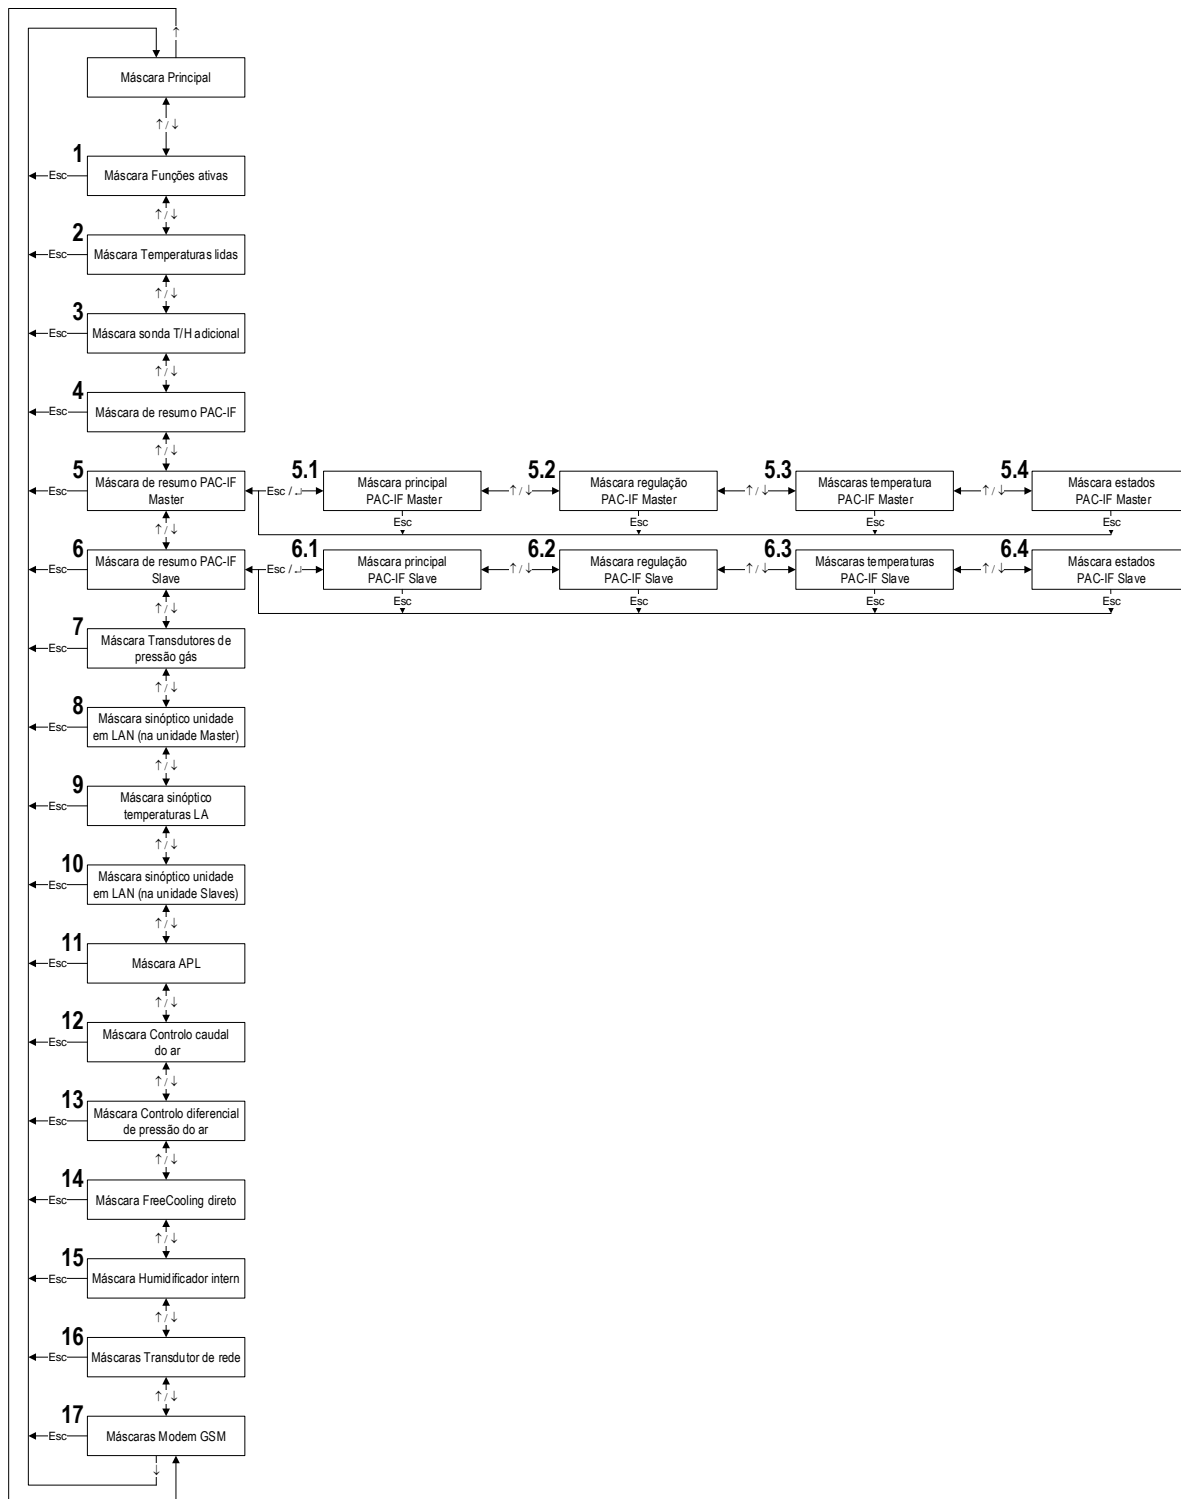 ↑
Máscara Principal
↑ / ↓
1
Esc
Máscara Funções ativas
↑ / ↓
2
Esc
Máscara Temperaturas lidas
↑ / ↓
3
Esc
Máscara sonda T/H adicional
↑ / ↓
4
Esc
Máscara de resumo PAC-IF
↑ / ↓
5
Esc
Máscara de resumo PAC-IF
Master
Esc / ↵
5.1
Máscara principal
PAC-IF Master
Esc
↑ / ↓
5.2
Máscara regulação
PAC-IF Master
Esc
↑ / ↓
5.3
Máscaras temperatura
PAC-IF Master
Esc
↑ / ↓
5.4
Máscara estados
PAC-IF Master
Esc
↑ / ↓
6
Esc
Máscara de resumo PAC-IF
Slave
Esc / ↵
6.1
Máscara principal
PAC-IF Slave
Esc
↑ / ↓
6.2
Máscara regulação
PAC-IF Slave
Esc
↑ / ↓
6.3
Máscaras temperaturas
PAC-IF Slave
Esc
↑ / ↓
6.4
Máscara estados
PAC-IF Slave
Esc
↑ / ↓
7
Esc
Máscara Transdutores de
pressão gás
↑ / ↓
8
Esc
Máscara sinóptico unidade
em LAN (na unidade Master)
↑ / ↓
9
Esc
Máscara sinóptico
temperaturas LA
↑ / ↓
10
Esc
Máscara sinóptico unidade
em LAN (na unidade Slaves)
↑ / ↓
11
Esc
Máscara APL
↑ / ↓
12
Esc
Máscara Controlo caudal
do ar
↑ / ↓
13
Esc
Máscara Controlo diferencial
de pressão do ar
↑ / ↓
14
Esc
Máscara FreeCooling direto
↑ / ↓
15
Esc
Máscara Humidificador intern
↑ / ↓
16
Esc
Máscaras Transdutor de rede
↑ / ↓
17
Esc
Máscaras Modem GSM
↓